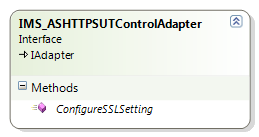 IMS_ASHTTPSUTControlAdapter
Interface
IAdapter
Methods
ConfigureSSLSetting